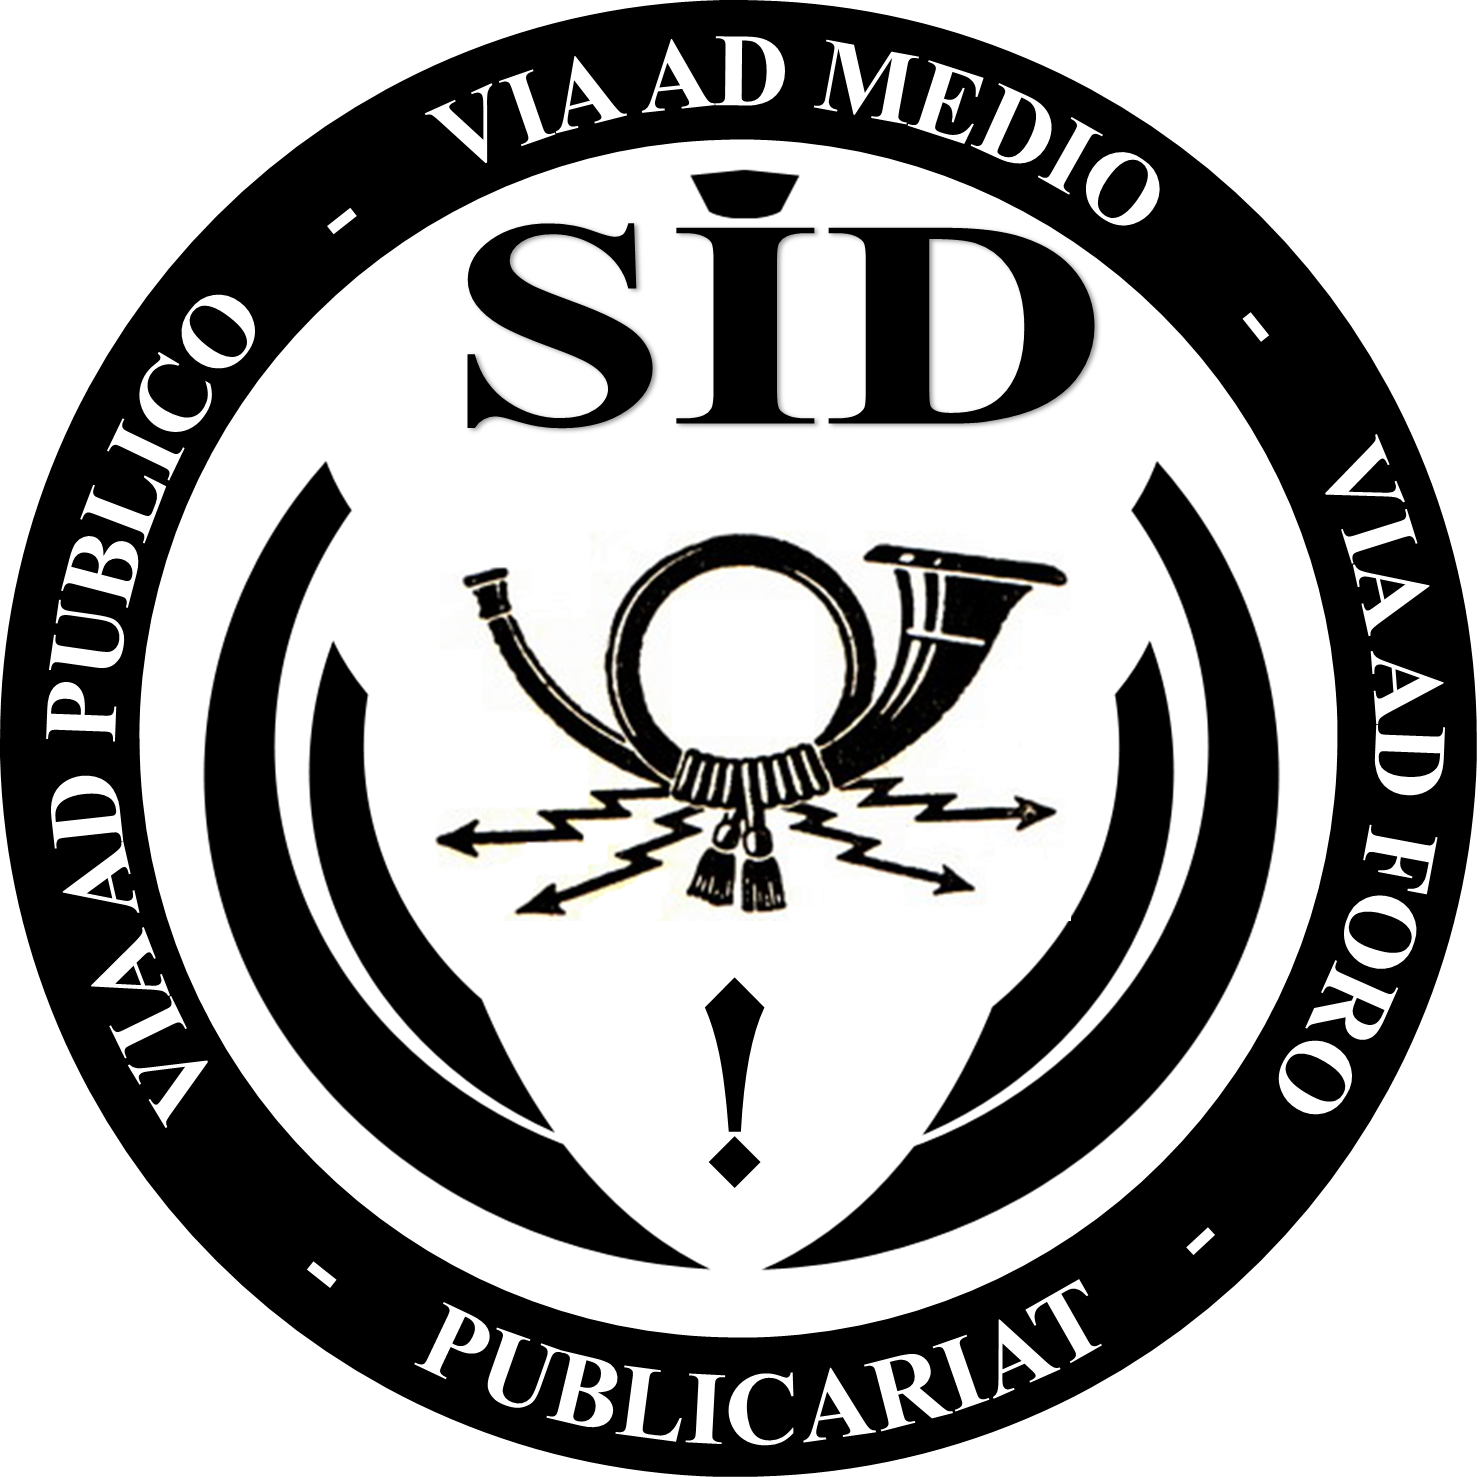 VIA AD PUBLICO - VIA AD MEDIO - VIA AD FORO -
SİD
!
PUBLICARIAT -